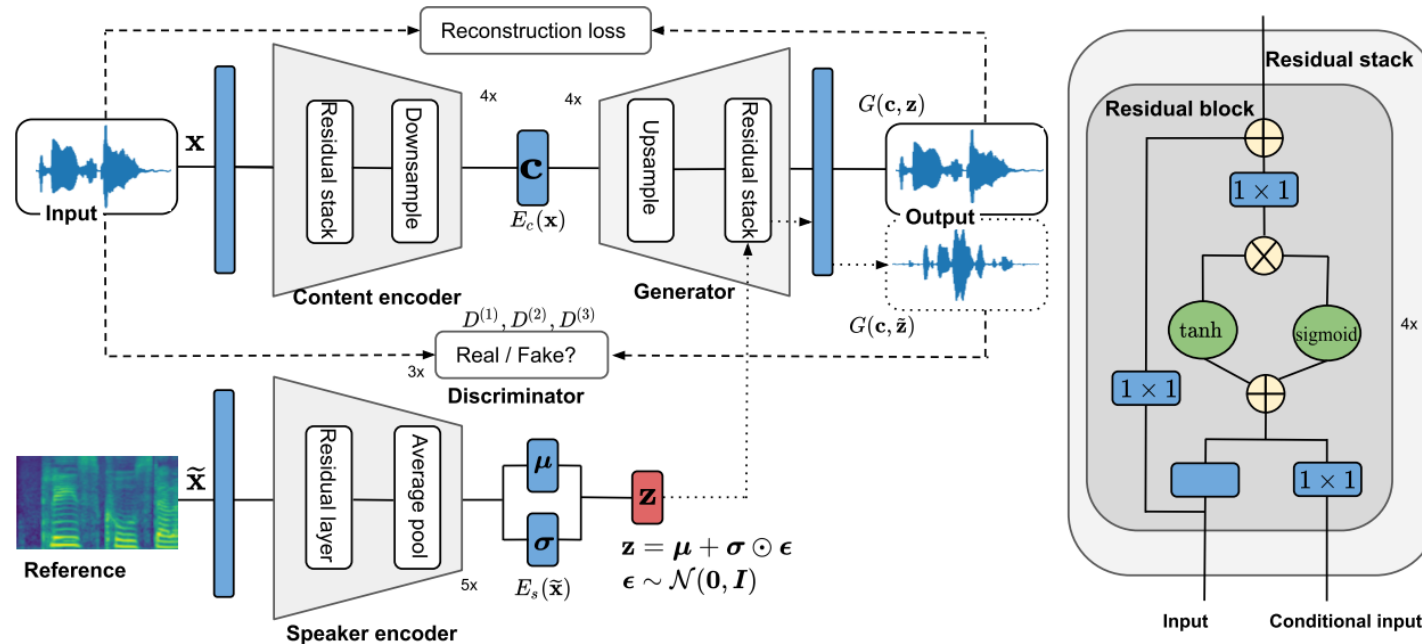 Reconstruction loss
Residual stack
4x
4x
G(c, z)
Residual block
x
Residual stack
Downsample
c
Upsample
Residual stack
1 × 1
Input
E_c(x)
Output
Content encoder
Generator
D^(1), D^(2), D^(3)
G(c, z̃)
tanh
sigmoid
4x
Real / Fake?
3x
Discriminator
1 × 1
x̃
Residual layer
Average pool
μ
z
1 × 1
σ
z = μ + σ ⊙ ϵ
Reference
5x
E_s(x̃)
ϵ ∼ N(0, I)
Speaker encoder
Input
Conditional input